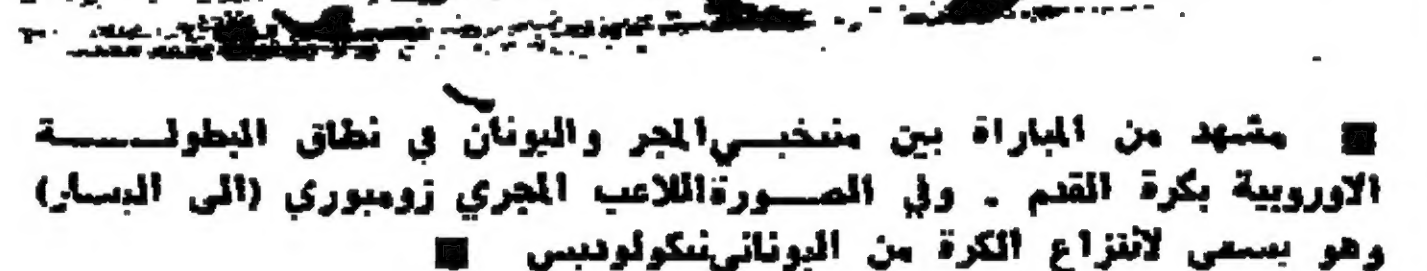 ■ مشهد من المباراة بين منتخبي المجر واليونان في نطاق البطولة
الاوروبية بكرة القدم . وفي الصورة اللاعب المجري زومبوري (الى اليسار)
وهو يسعى لانتزاع الكرة من اليوناني نيكولوديس ■